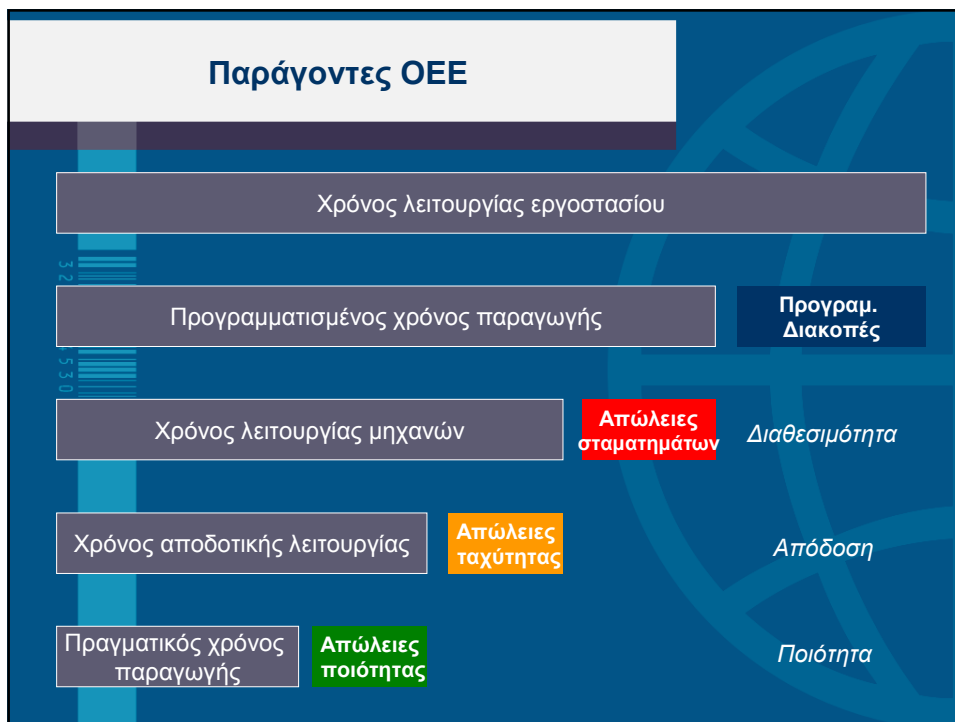 Παράγοντες ΟΕΕ
Χρόνος λειτουργίας εργοστασίου
Προγραμματισμένος χρόνος παραγωγής
Προγραμ.
Διακοπές
Χρόνος λειτουργίας μηχανών
Απώλειες
σταματημάτων
Διαθεσιμότητα
Χρόνος αποδοτικής λειτουργίας
Απώλειες
ταχύτητας
Απόδοση
Πραγματικός χρόνος
παραγωγής
Απώλειες
ποιότητας
Ποιότητα